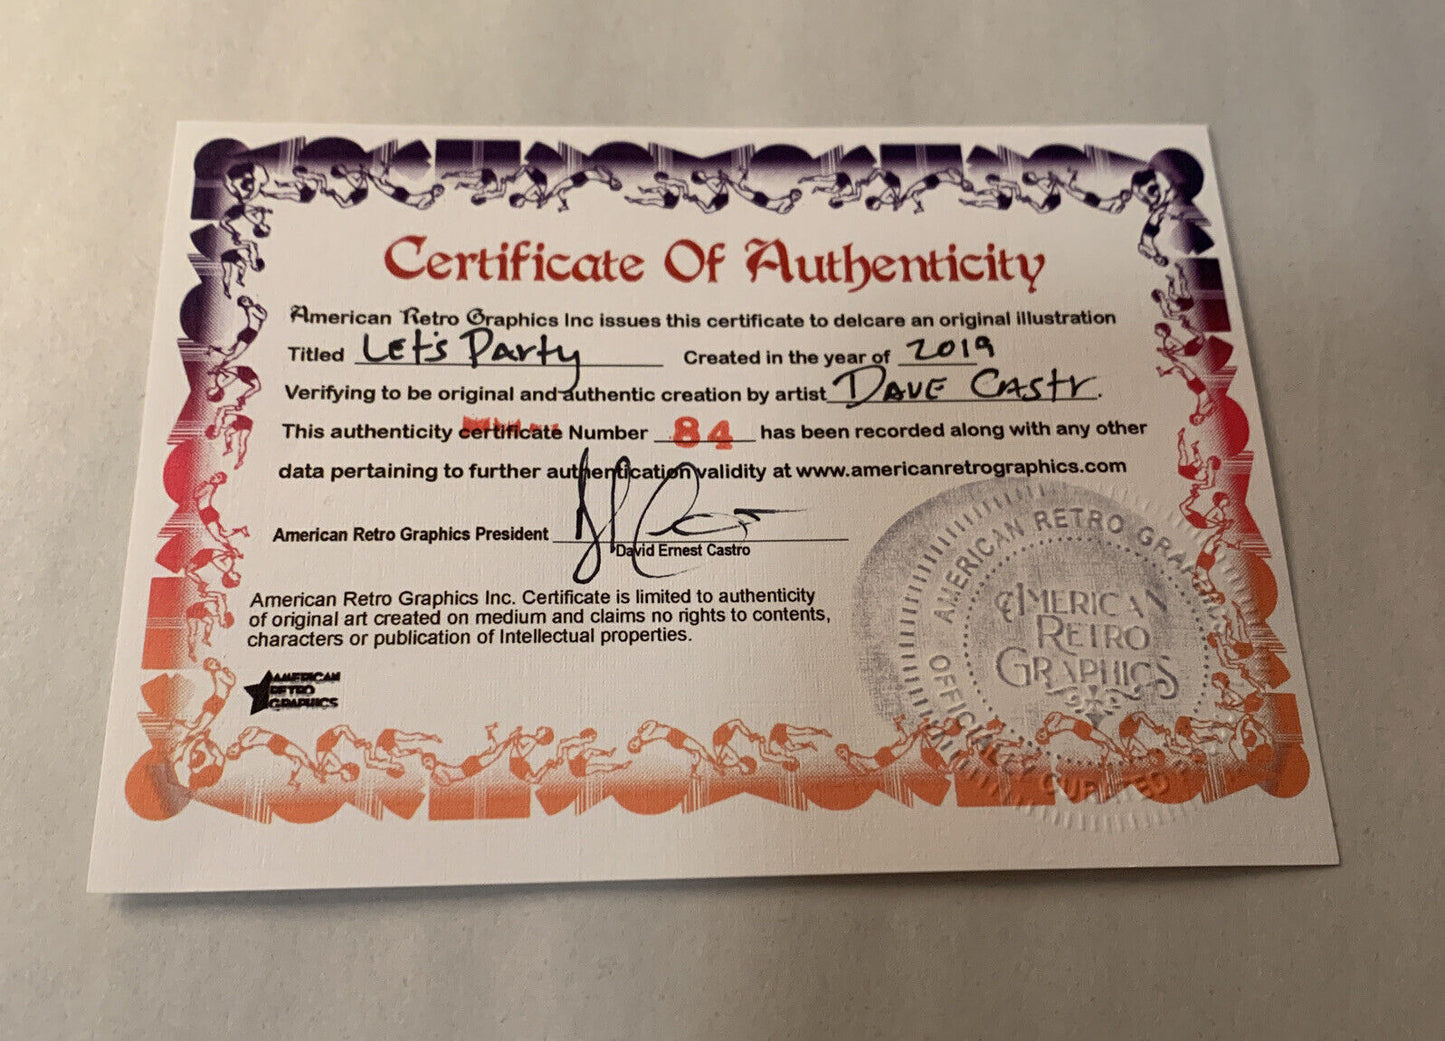 Certificate Of Authenticity
American Retro Graphics Inc issues this certificate to delcare an original illustration
Titled Let's Party Created in the year of 2019
Verifying to be original and authentic creation by artist Dave Castr.
This authenticity certificate Number 84 has been recorded along with any other
data pertaining to further authentication validity at www.americanretrographics.com
American Retro Graphics President
David Ernest Castro
American Retro Graphics Inc. Certificate is limited to authenticity
of original art created on medium and claims no rights to contents,
characters or publication of Intellectual properties.
AMERICAN
RETRO
GRAPHICS
AMERICAN RETRO GRAPHICS
AMERICAN
RETRO
GRAPHICS
OFFICIALLY CURATED